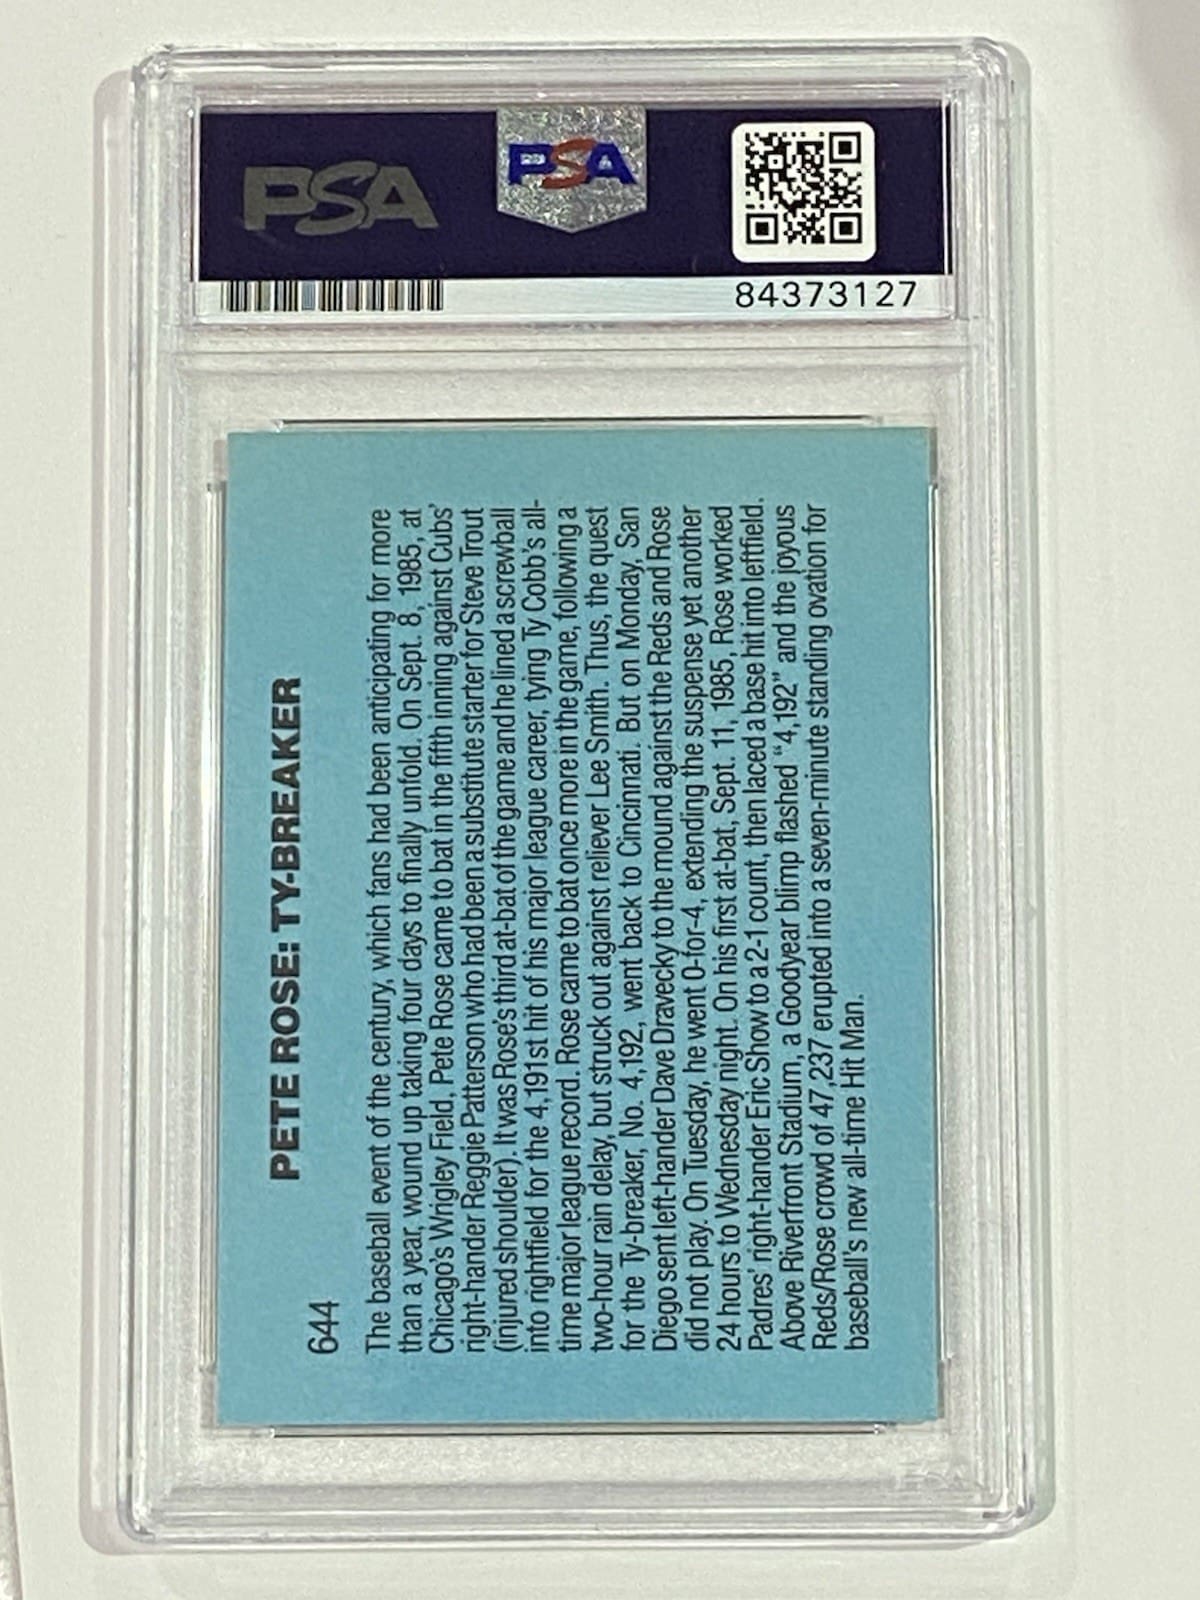 PSA
PSA
84373127
644
PETE ROSE: TY-BREAKER
The baseball event of the century, which fans had been anticipating for more
than a year, wound up taking four days to finally unfold. On Sept. 8, 1985, at
Chicago's Wrigley Field, Pete Rose came to bat in the fifth inning against Cubs'
right-hander Reggie Patterson who had been a substitute starter for Steve Trout
(injured shoulder). It was Rose's third at-bat of the game and he lined a screwball
into rightfield for the 4,191st hit of his major league career, tying Ty Cobb's all-
time major league record. Rose came to bat once more in the game, following a
two-hour rain delay, but struck out against reliever Lee Smith. Thus, the quest
for the Ty-breaker, No. 4,192, went back to Cincinnati. But on Monday, San
Diego sent left-hander Dave Dravecky to the mound against the Reds and Rose
did not play. On Tuesday, he went 0-for-4, extending the suspense yet another
24 hours to Wednesday night. On his first at-bat, Sept. 11, 1985, Rose worked
Padres' right-hander Eric Show to a 2-1 count, then laced a base hit into leftfield.
Above Riverfront Stadium, a Goodyear blimp flashed "4,192" and the joyous
Reds/Rose crowd of 47,237 erupted into a seven-minute standing ovation for
baseball's new all-time Hit Man.